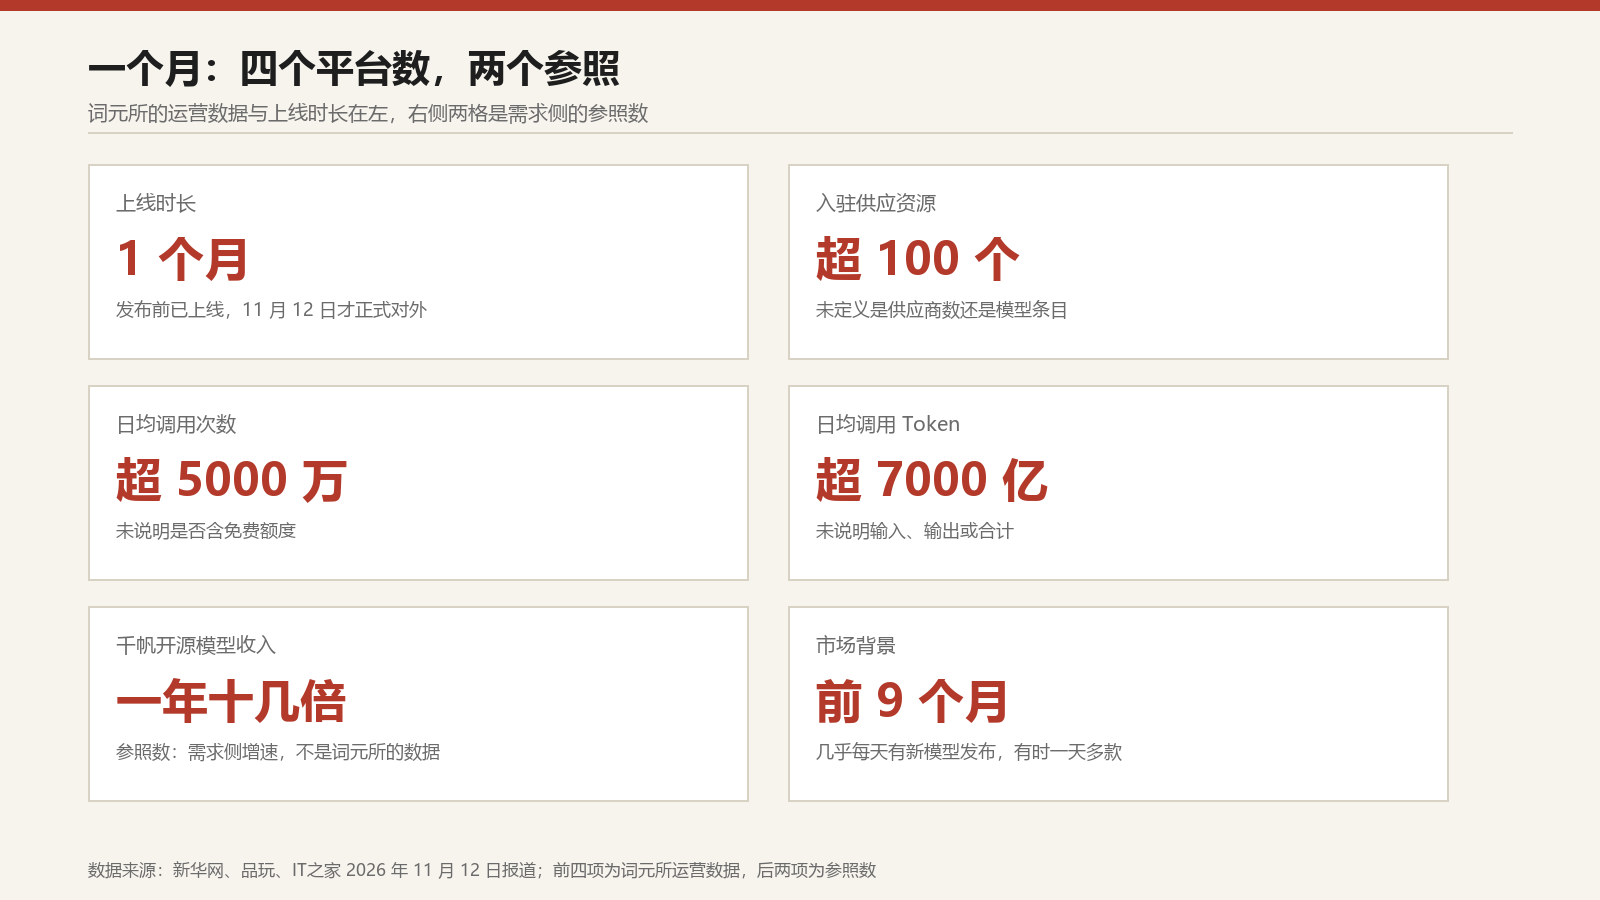 一个月：四个平台数，两个参照
词元所的运营数据与上线时长在左，右侧两格是需求侧的参照数
上线时长
1 个月
发布前已上线，11 月 12 日才正式对外
入驻供应资源
超 100 个
未定义是供应商数还是模型条目
日均调用次数
超 5000 万
未说明是否含免费额度
日均调用 Token
超 7000 亿
未说明输入、输出或合计
千帆开源模型收入
一年十几倍
参照数：需求侧增速，不是词元所的数据
市场背景
前 9 个月
几乎每天有新模型发布，有时一天多款
数据来源：新华网、品玩、IT之家 2026 年 11 月 12 日报道；前四项为词元所运营数据，后两项为参照数